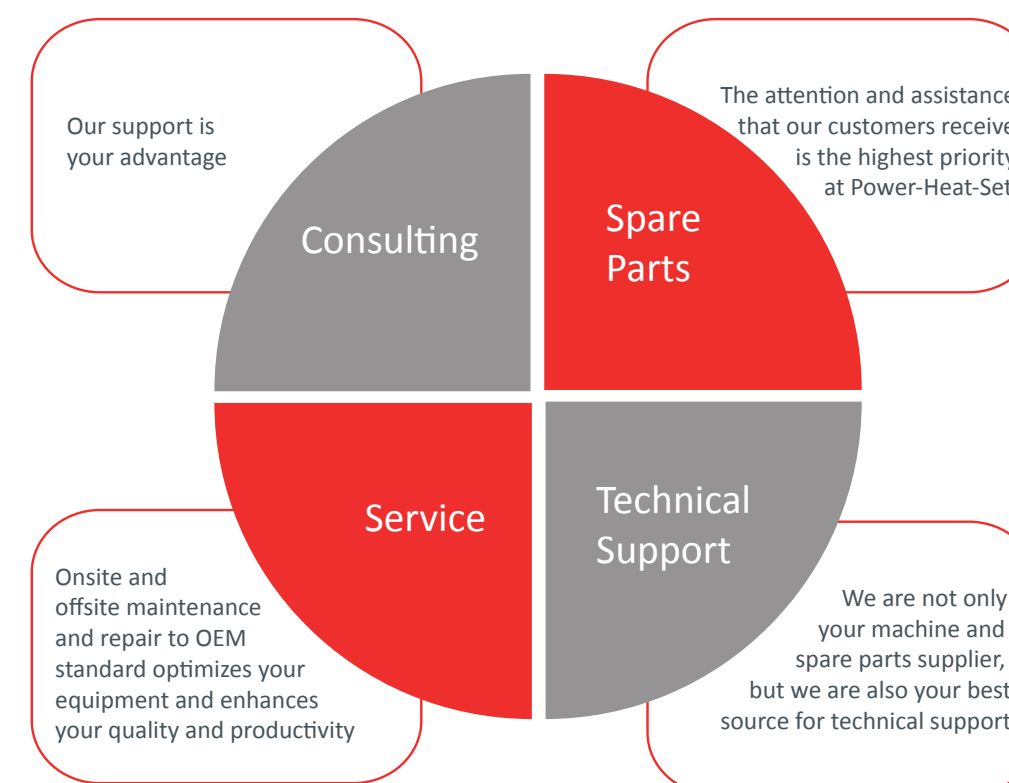 Our support is
your advantage
Consulting
The attention and assistance
that our customers receive
is the highest priority
at Power-Heat-Set
Spare
Parts
Onsite and
offsite maintenance
and repair to OEM
standard optimizes your
equipment and enhances
your quality and productivity
Service
Technical
Support
We are not only
your machine and
spare parts supplier,
but we are also your best
source for technical support